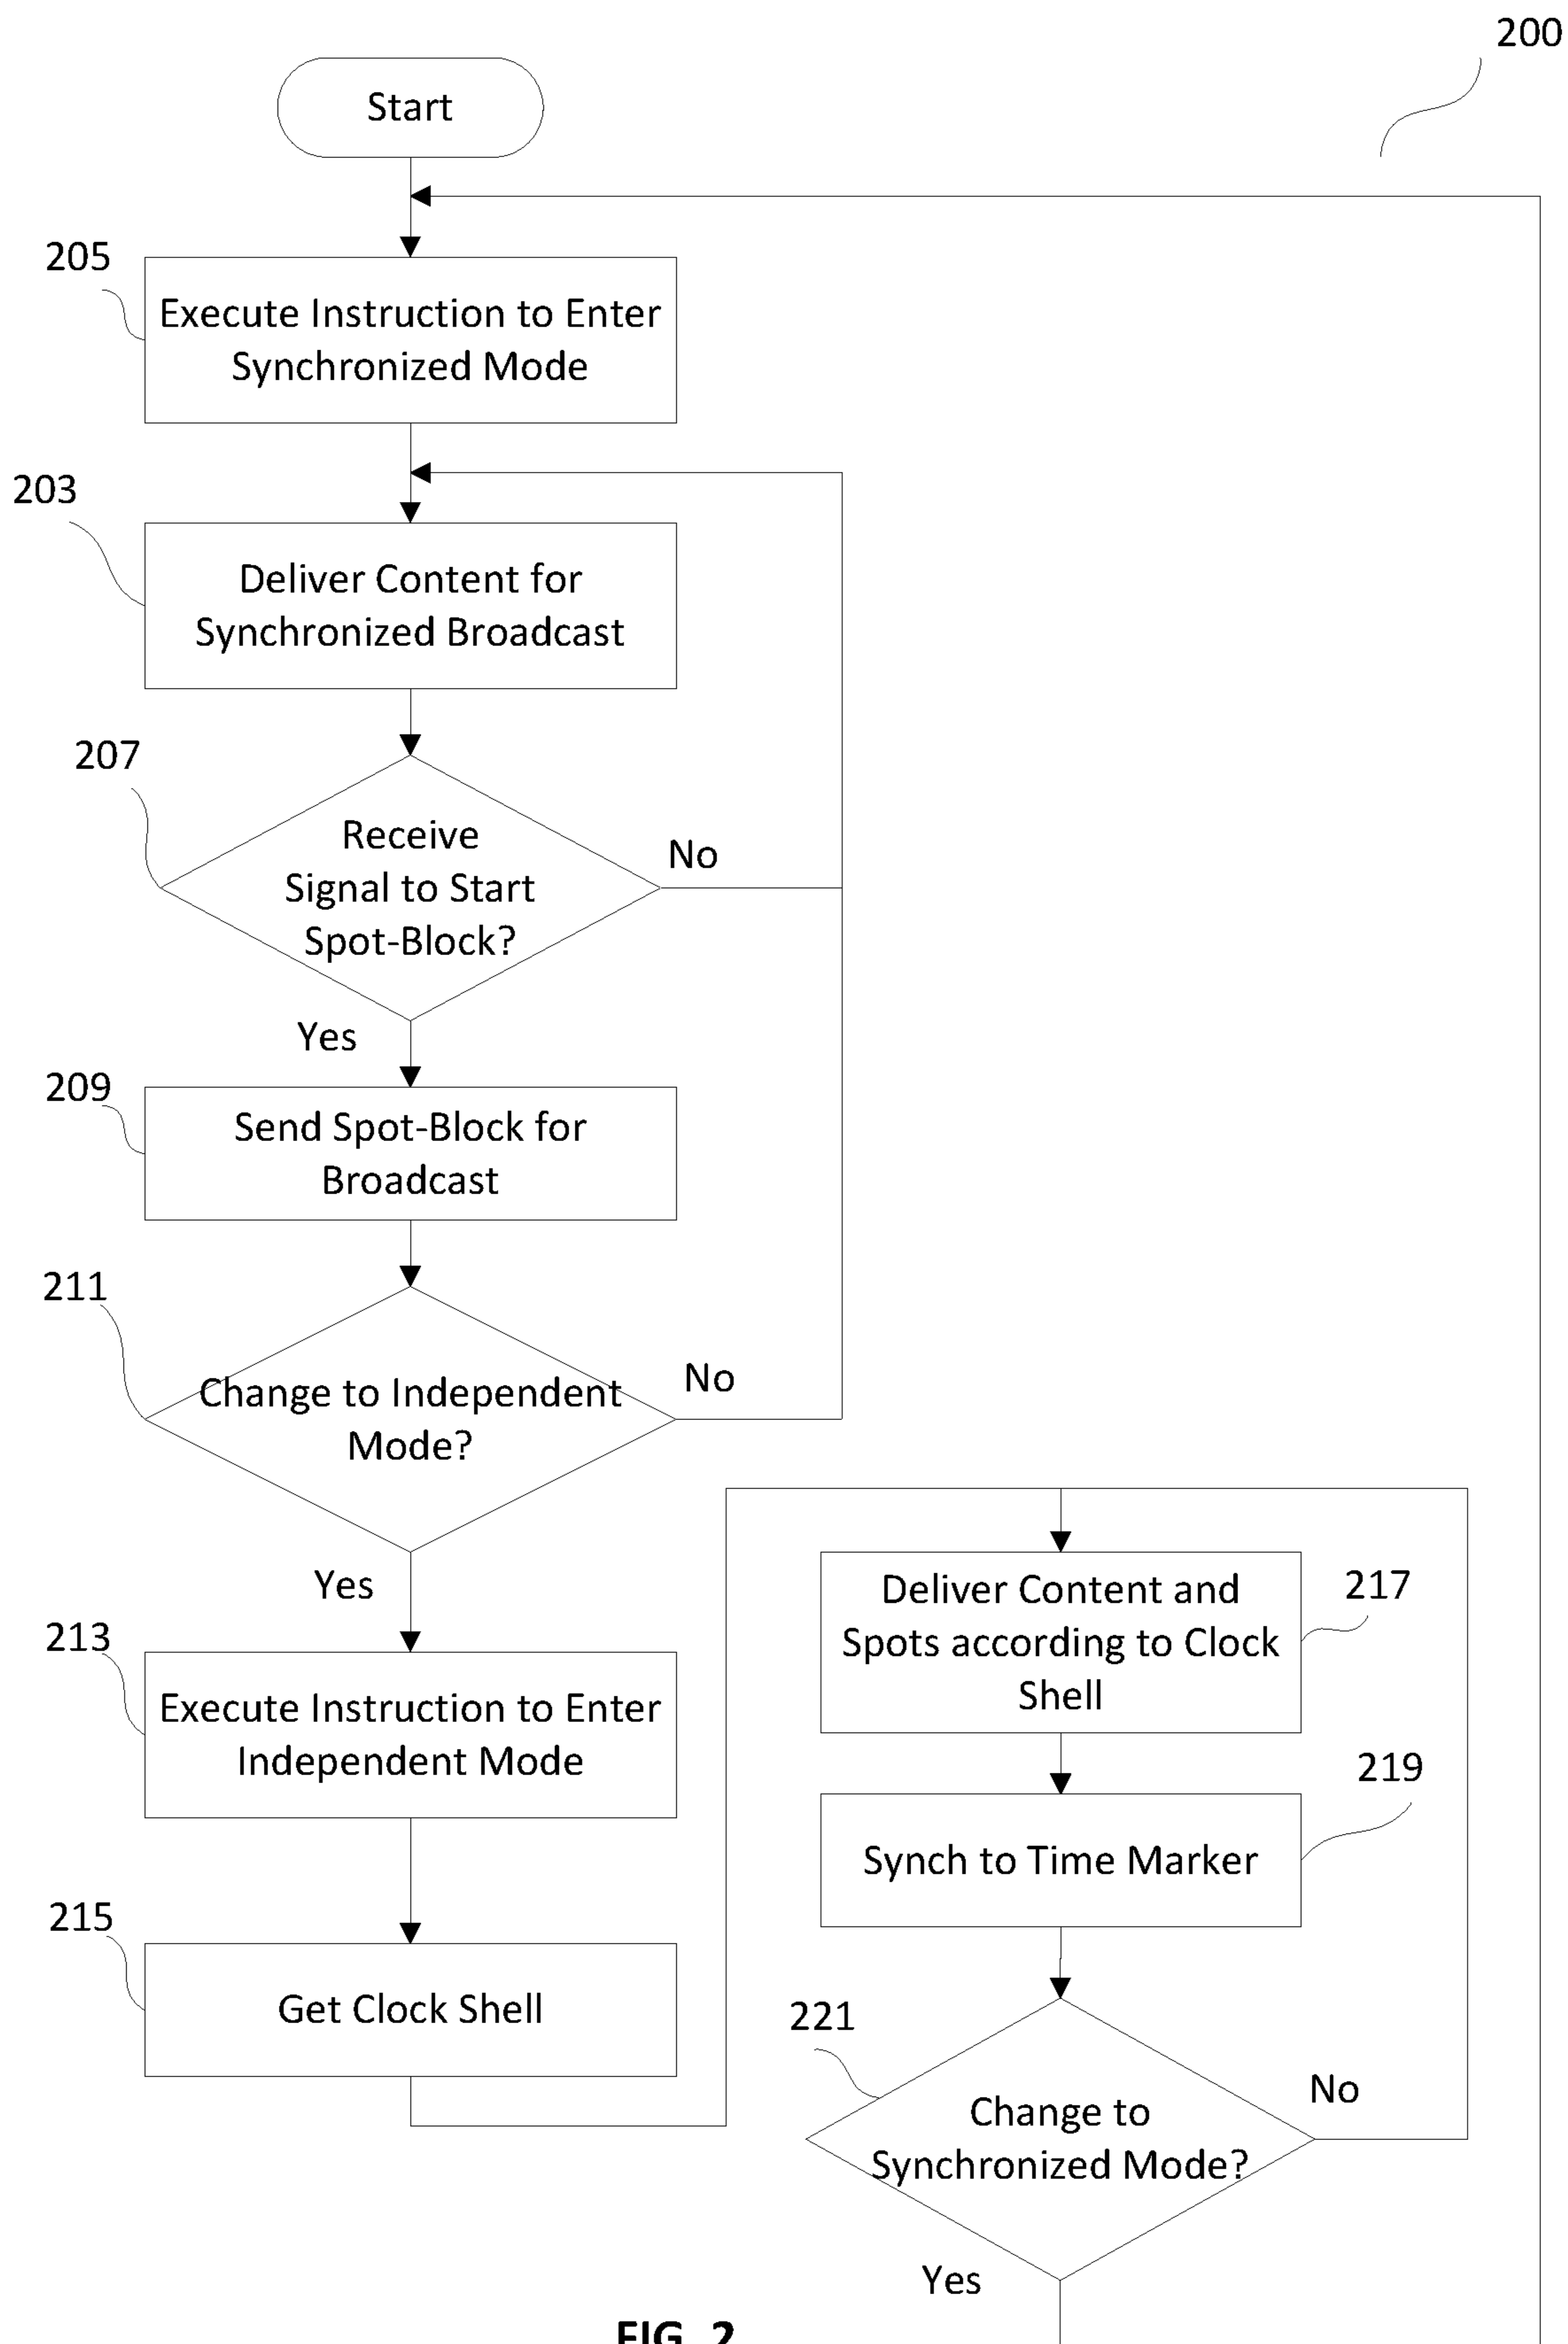 200
Start
205
Execute Instruction to Enter
Synchronized Mode
203
Deliver Content for
Synchronized Broadcast
207
Receive
Signal to Start
Spot-Block?
No
Yes
209
Send Spot-Block for
Broadcast
211
Change to Independent
Mode?
No
Yes
213
Execute Instruction to Enter
Independent Mode
215
Get Clock Shell
Deliver Content and
Spots according to Clock
Shell
217
219
Synch to Time Marker
221
Change to
Synchronized Mode?
No
Yes
FIG. 2